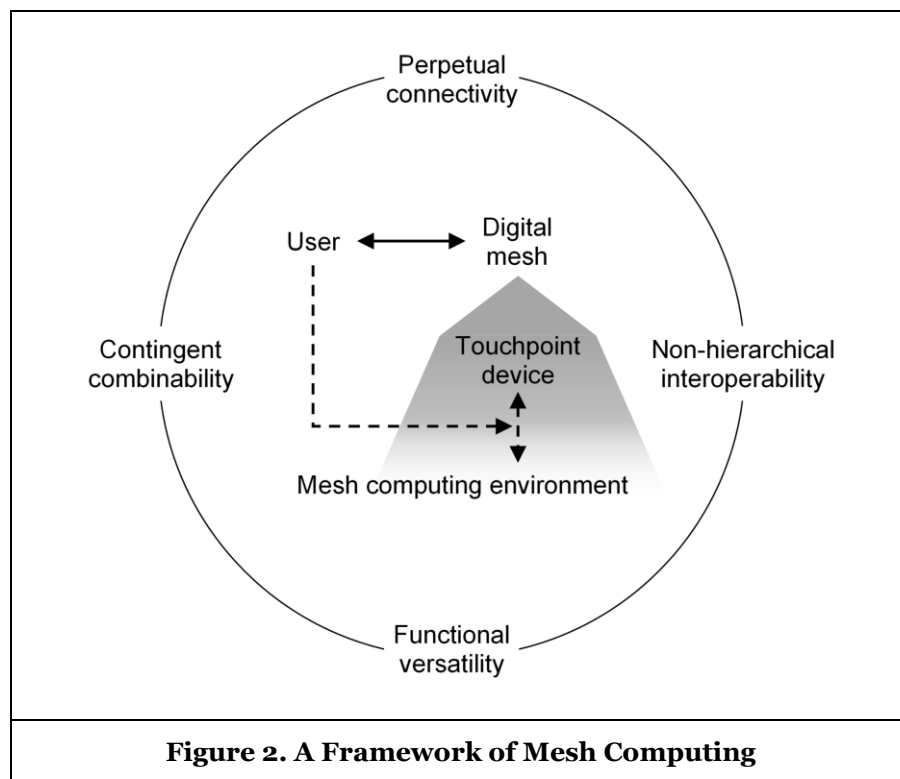 Perpetual
connectivity
User
Digital
mesh
Contingent
combinability
Touchpoint
device
Non-hierarchical
interoperability
Mesh computing environment
Functional
versatility
Figure 2. A Framework of Mesh Computing